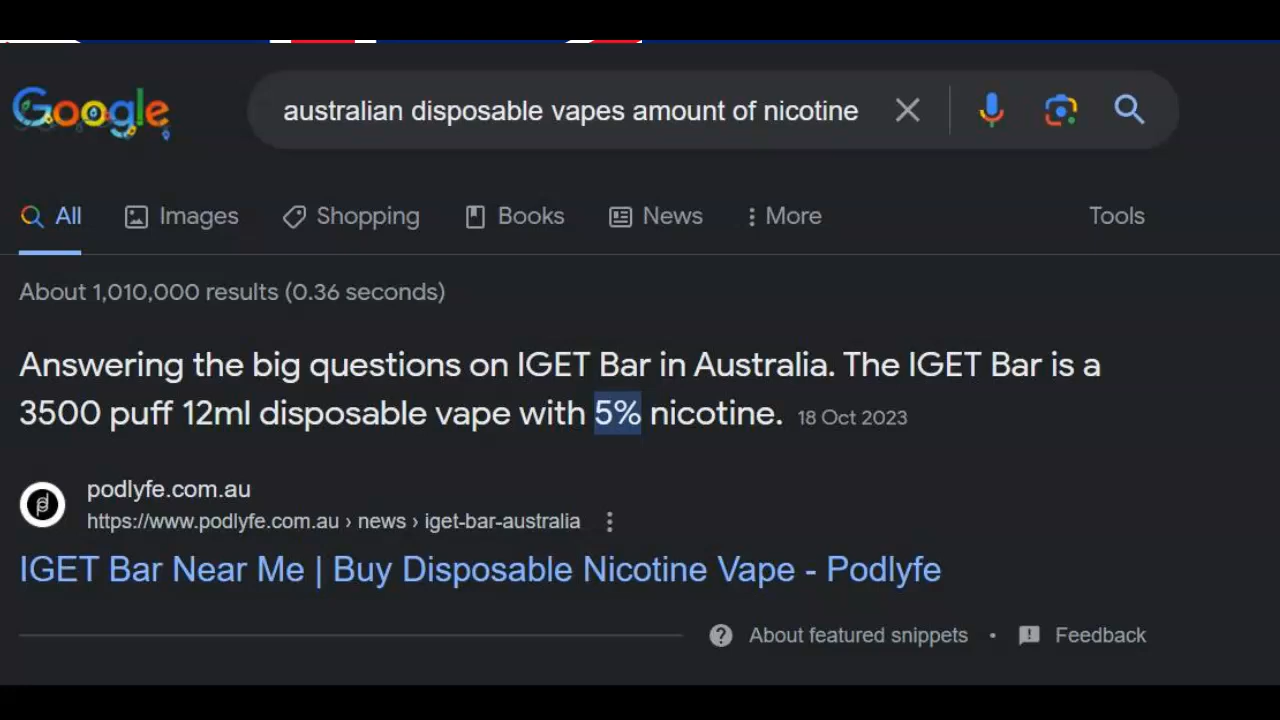 Google
australian disposable vapes amount of nicotine
All Images Shopping Books News More Tools
About 1,010,000 results (0.36 seconds)
Answering the big questions on IGET Bar in Australia. The IGET Bar is a
3500 puff 12ml disposable vape with 5% nicotine. 18 Oct 2023
podlyfe.com.au
https://www.podlyfe.com.au › news › iget-bar-australia
IGET Bar Near Me | Buy Disposable Nicotine Vape - Podlyfe
About featured snippets • Feedback